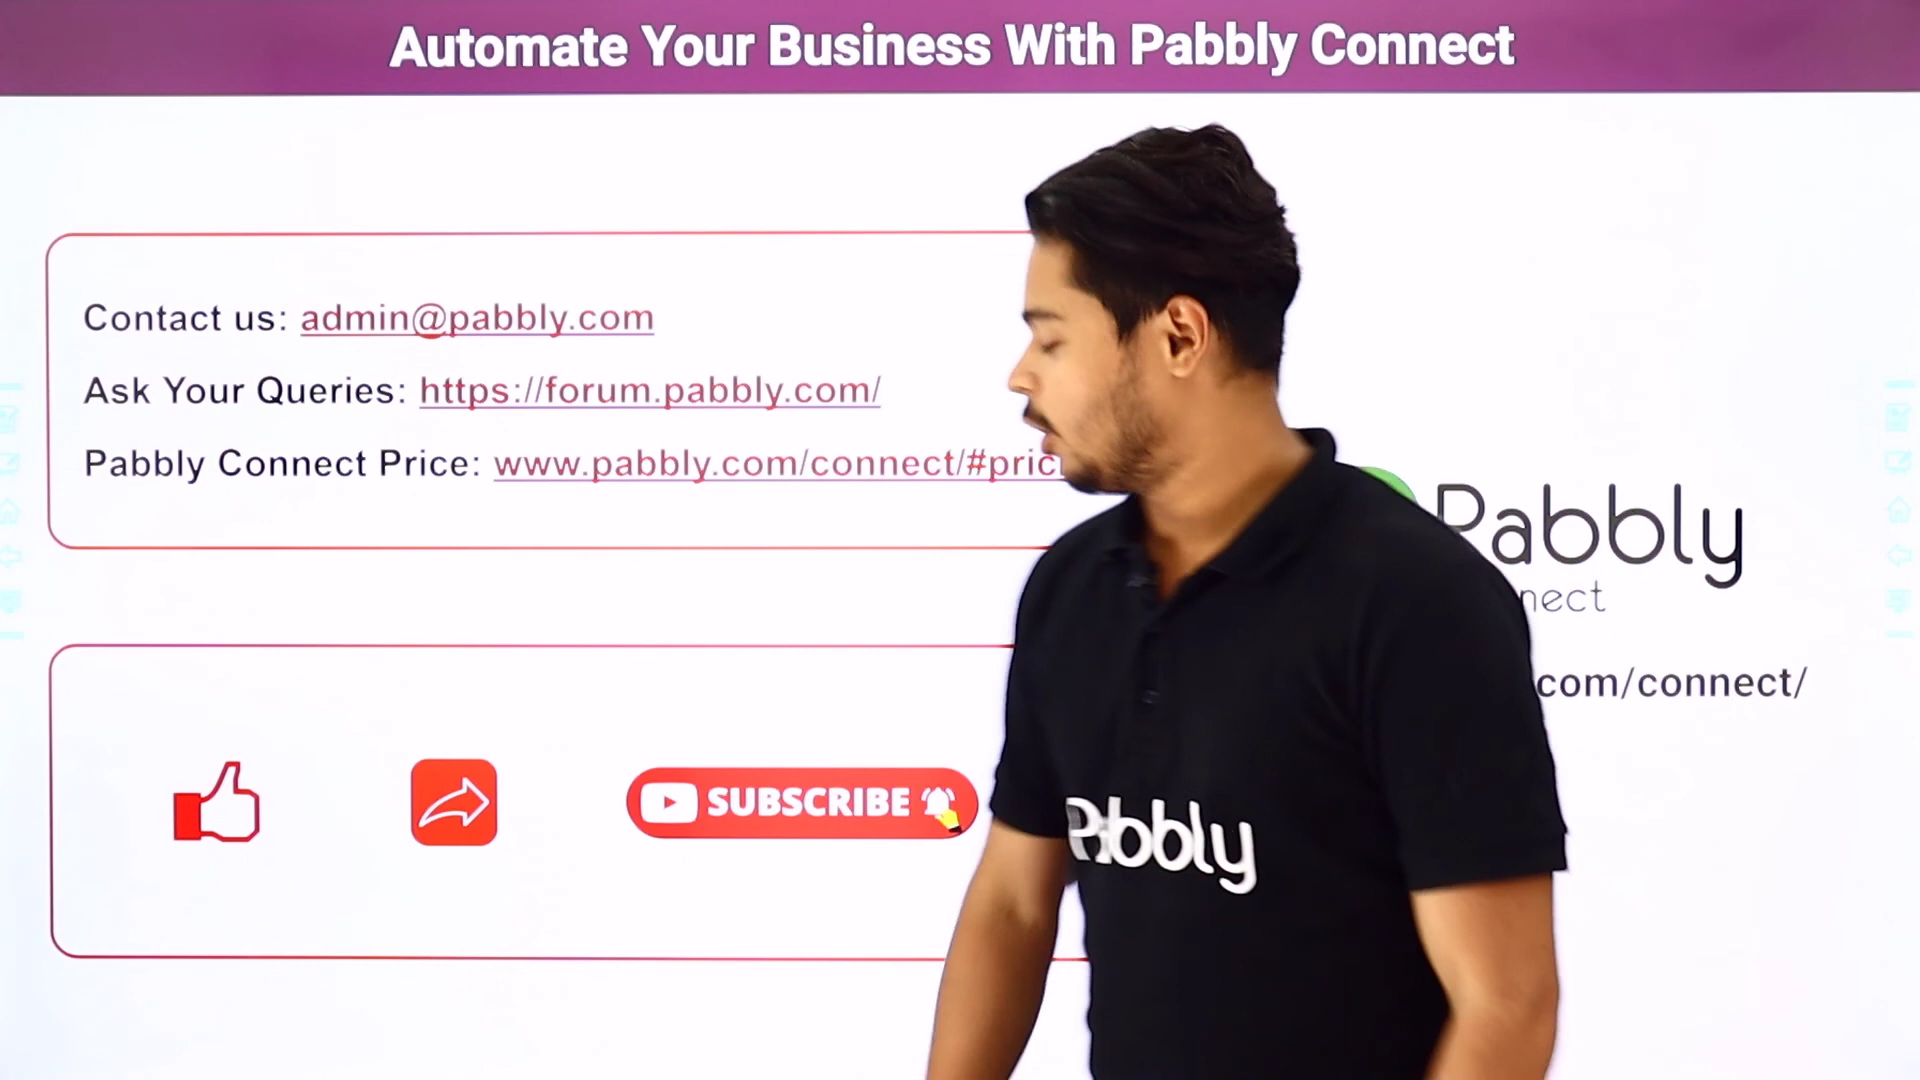 Automate Your Business With Pabbly Connect
Contact us: admin@pabbly.com
Ask Your Queries: https://forum.pabbly.com/
Pabbly Connect Price: www.pabbly.com/connect/#pric
Pabbly
nect
com/connect/
SUBSCRIBE
Pabbly